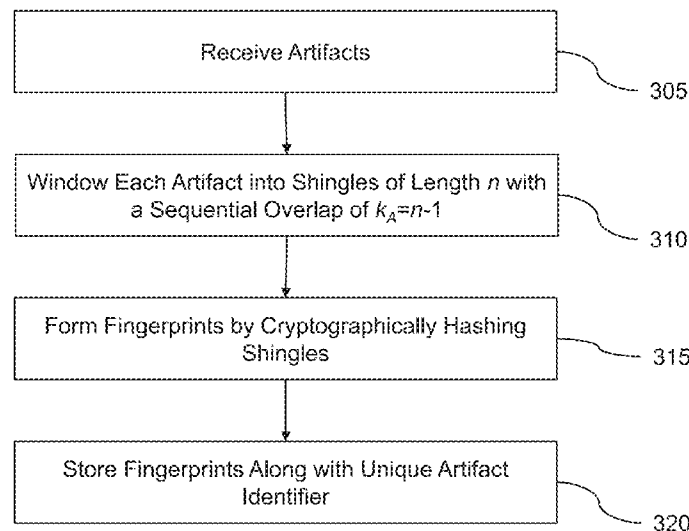 Receive Artifacts
305
Window Each Artifact into Shingles of Length n with
a Sequential Overlap of kA=n-1
310
Form Fingerprints by Cryptographically Hashing
Shingles
315
Store Fingerprints Along with Unique Artifact
Identifier
320